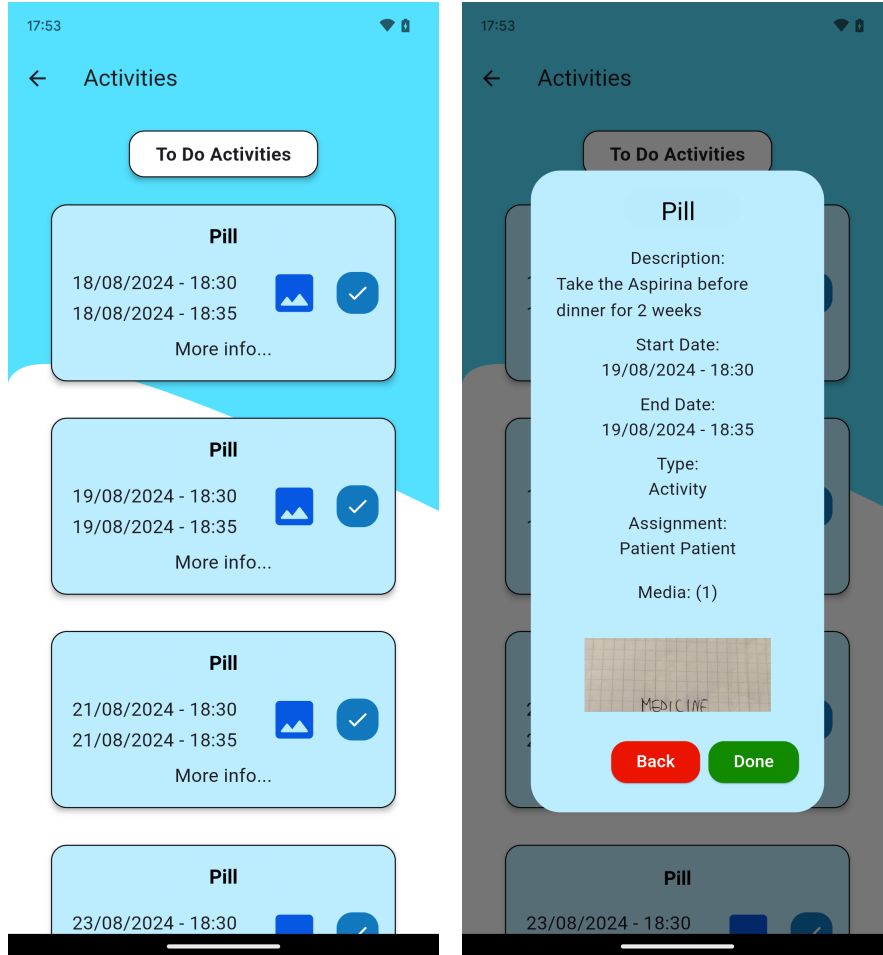 17:53
Activities
To Do Activities
Pill
18/08/2024 - 18:30
18/08/2024 - 18:35
More info...
Pill
19/08/2024 - 18:30
19/08/2024 - 18:35
More info...
Pill
21/08/2024 - 18:30
21/08/2024 - 18:35
More info...
Pill
23/08/2024 - 18:30
17:53
Activities
To Do Activities
Pill
Description:
Take the Aspirina before
dinner for 2 weeks
Start Date:
19/08/2024 - 18:30
End Date:
19/08/2024 - 18:35
Type:
Activity
Assignment:
Patient Patient
Media: (1)
MEDICINE
Back
Done
Pill
23/08/2024 - 18:30